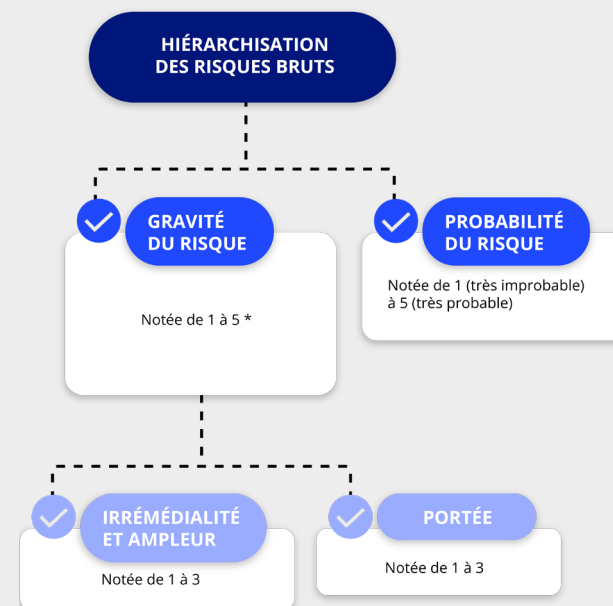 HIÉRARCHISATION
DES RISQUES BRUTS
GRAVITÉ
DU RISQUE
Notée de 1 à 5 *
PROBABILITÉ
DU RISQUE
Notée de 1 (très improbable)
à 5 (très probable)
IRRÉMÉDIALITÉ
ET AMPLEUR
Notée de 1 à 3
PORTÉE
Notée de 1 à 3